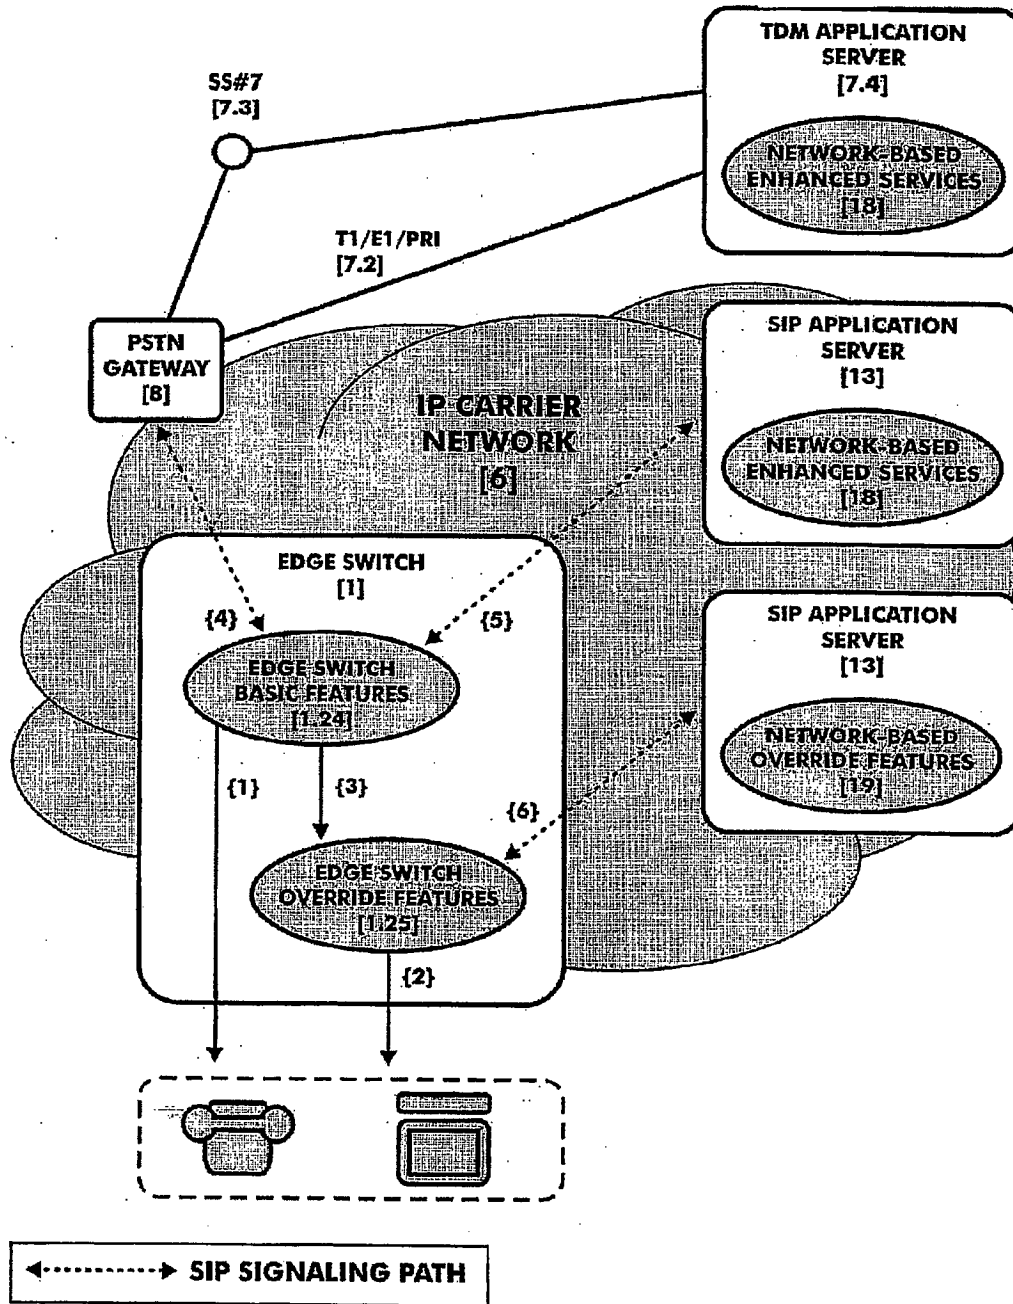 TDM APPLICATION
SERVER
[7.4]
NETWORK-BASED
ENHANCED SERVICES
[18]
SS#7
[7.3]
T1/E1/PRI
[7.2]
PSTN
GATEWAY
[8]
IP CARRIER
NETWORK
[6]
SIP APPLICATION
SERVER
[13]
NETWORK-BASED
ENHANCED SERVICES
[18]
EDGE SWITCH
[1]
{4}
{5}
EDGE SWITCH
BASIC FEATURES
[1.24]
SIP APPLICATION
SERVER
[13]
NETWORK-BASED
OVERRIDE FEATURES
[19]
{1}
{3}
{6}
EDGE SWITCH
OVERRIDE FEATURES
[1.25]
{2}
SIP SIGNALING PATH